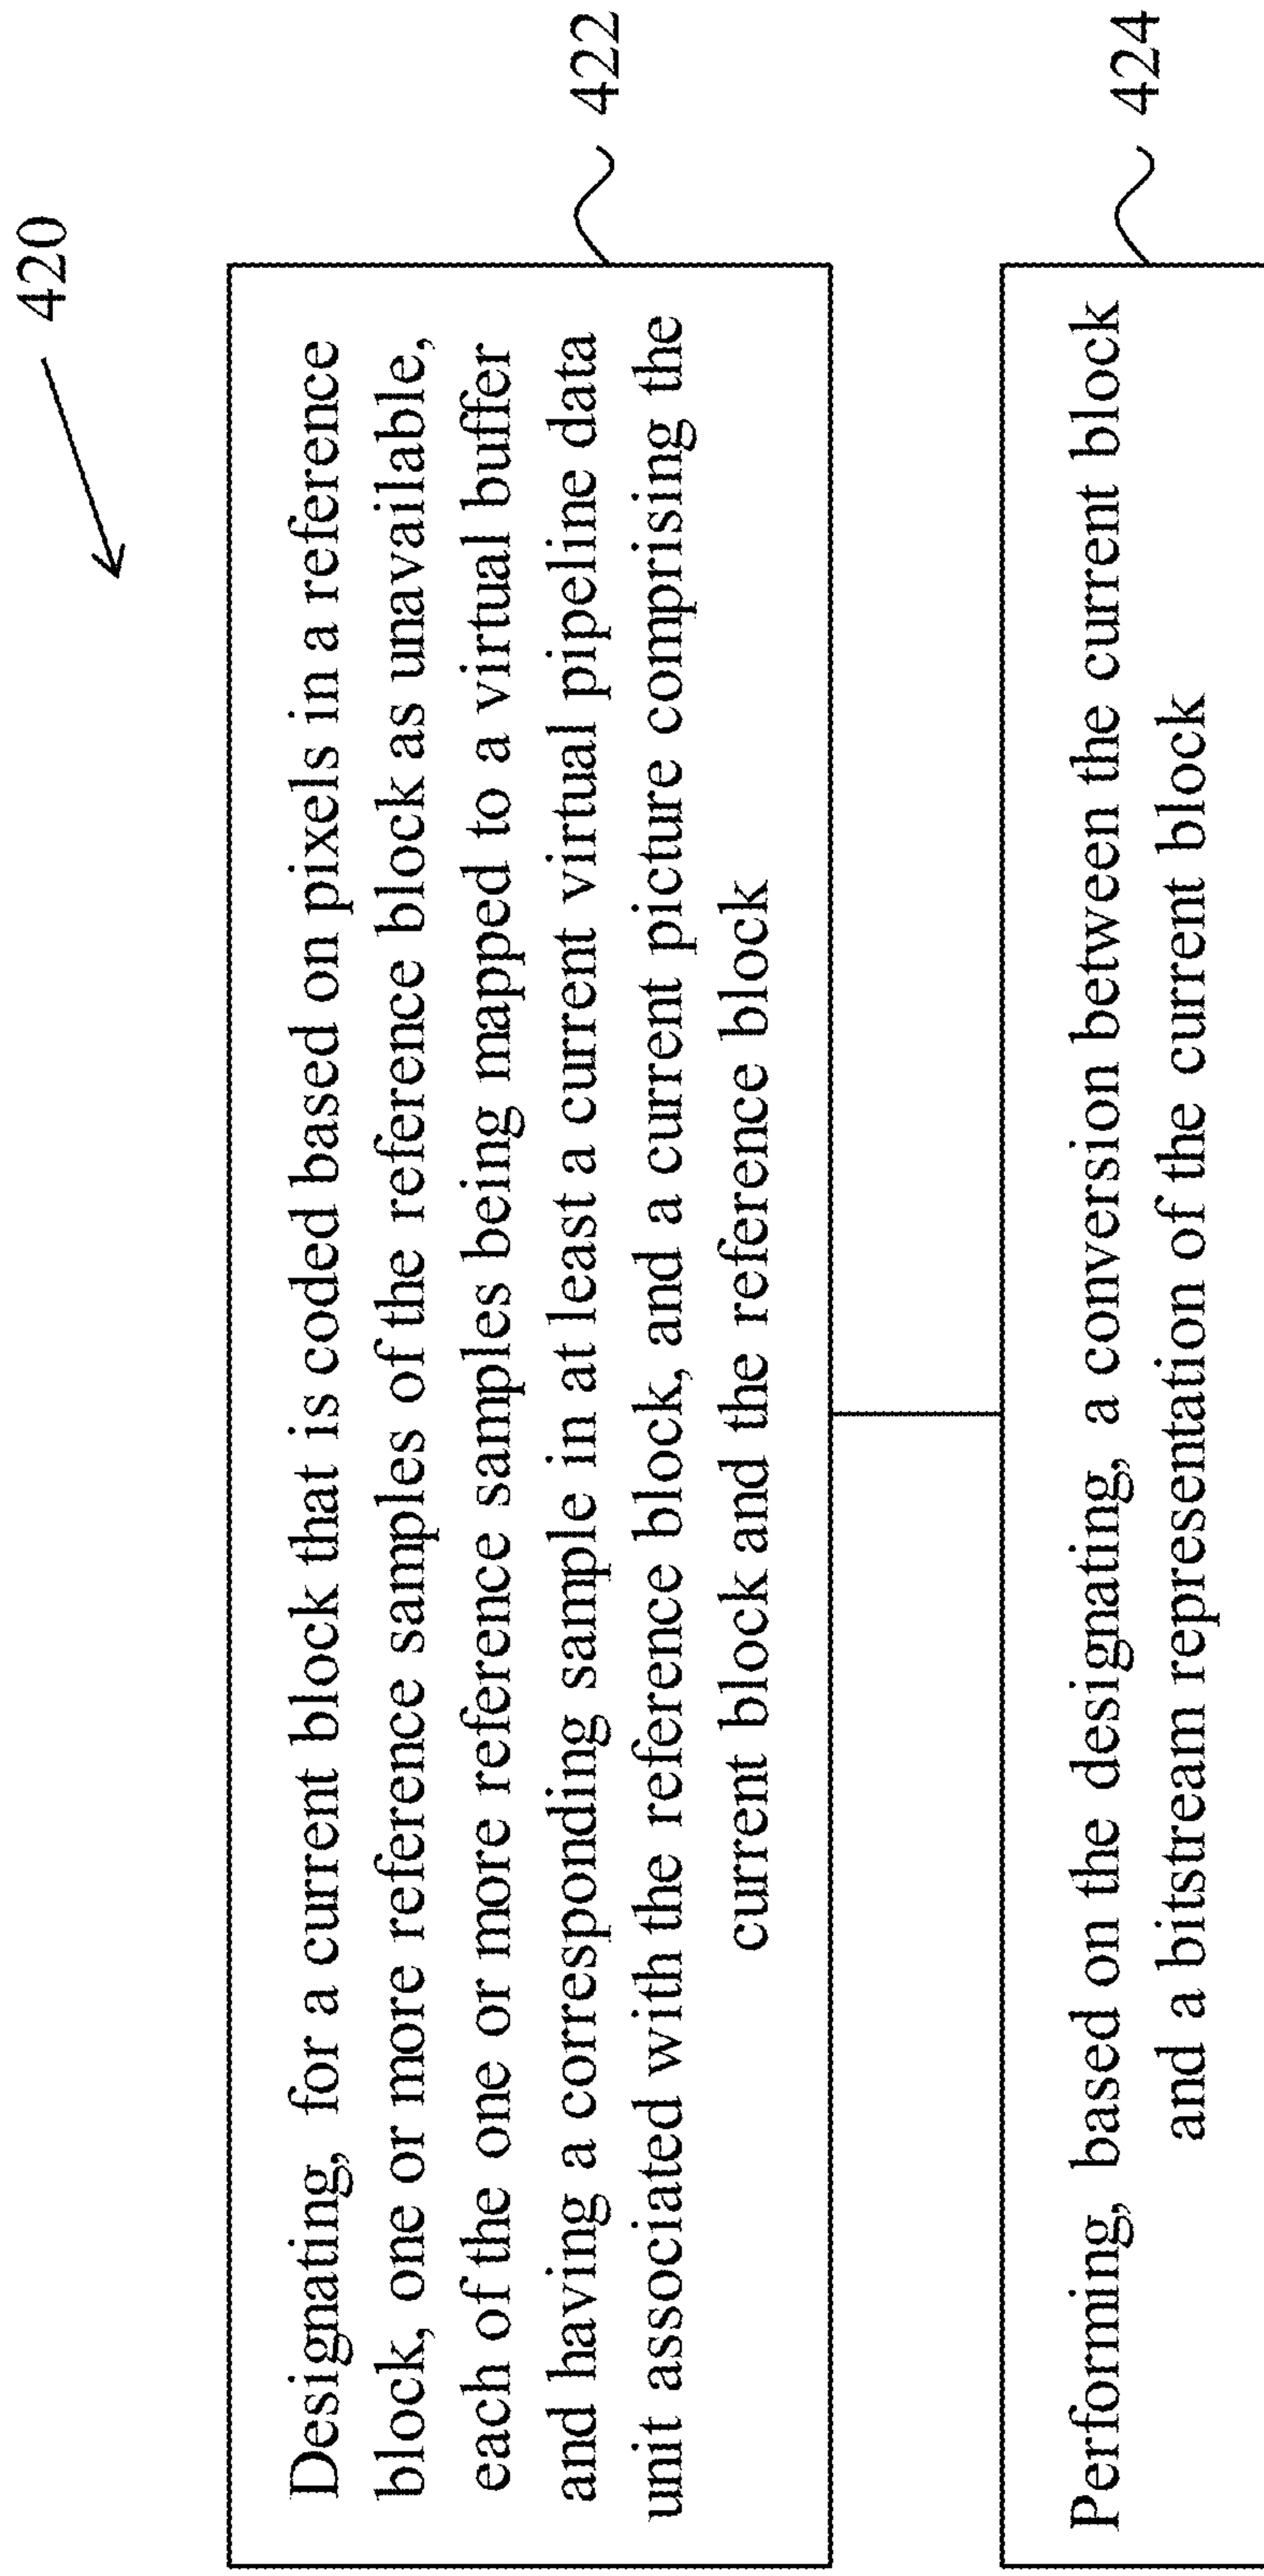 420
Designating, for a current block that is coded based on pixels in a reference
block, one or more reference samples of the reference block as unavailable,
each of the one or more reference samples being mapped to a virtual buffer
and having a corresponding sample in at least a current virtual pipeline data
unit associated with the reference block, and a current picture comprising the
current block and the reference block
422
Performing, based on the designating, a conversion between the current block
and a bitstream representation of the current block
424